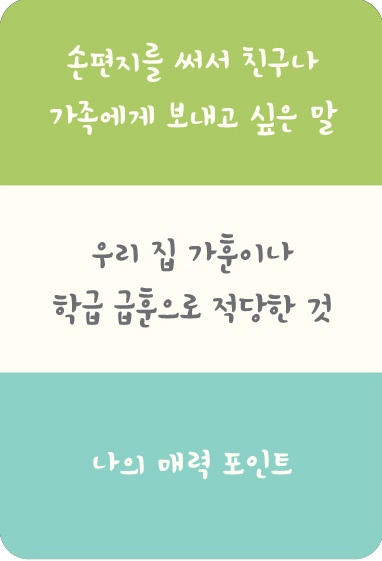 손편지를 써서 친구나
가족에게 보내고 싶은 말
우리 집 가훈이나
학급 급훈으로 적당한 것
나의 매력 포인트